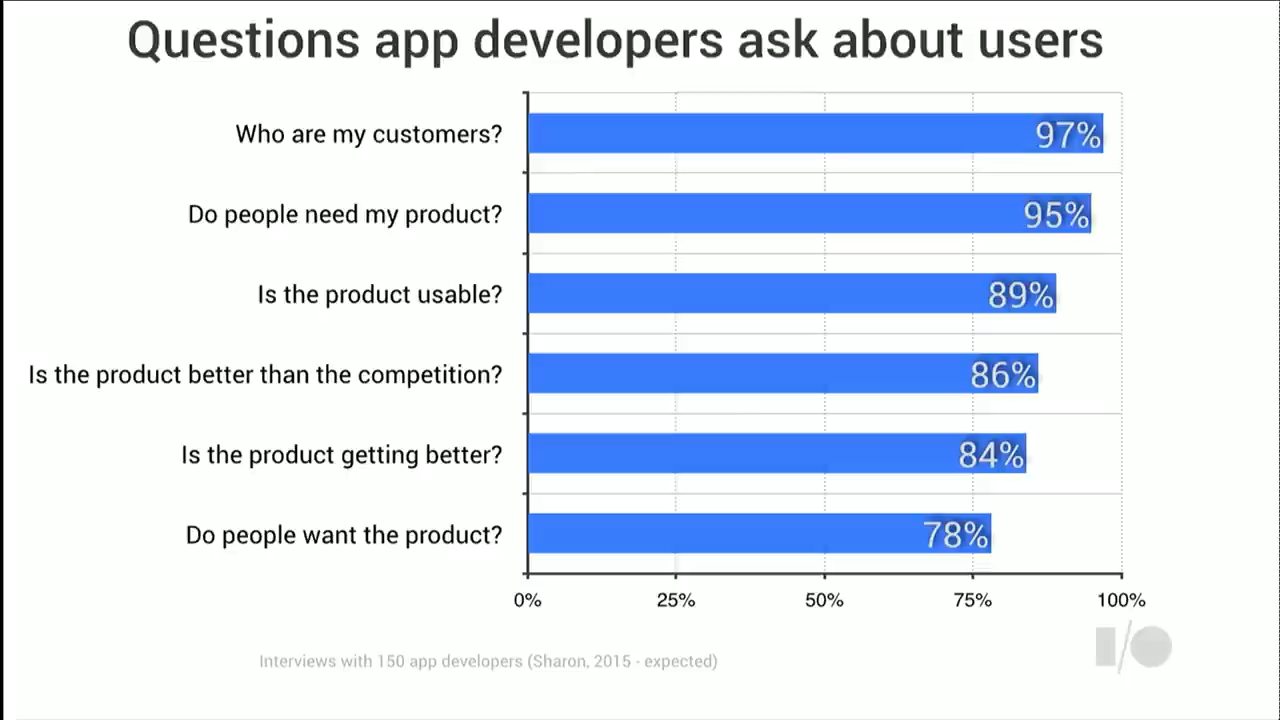 Questions app developers ask about users
Who are my customers? 97%
Do people need my product? 95%
Is the product usable? 89%
Is the product better than the competition? 86%
Is the product getting better? 84%
Do people want the product? 78%
0% 25% 50% 75% 100%
I/O
Interviews with 150 app developers (Sharon, 2015 - expected)